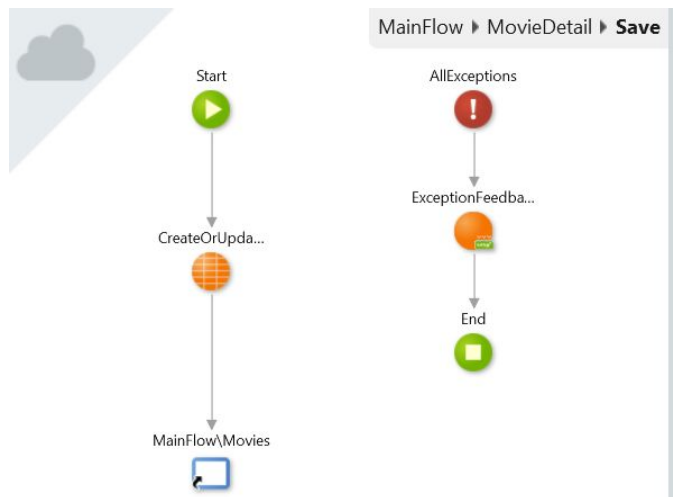 MainFlow MovieDetail Save
Start
AllExceptions
ExceptionFeedba...
CreateOrUpda...
End
MainFlow\Movies